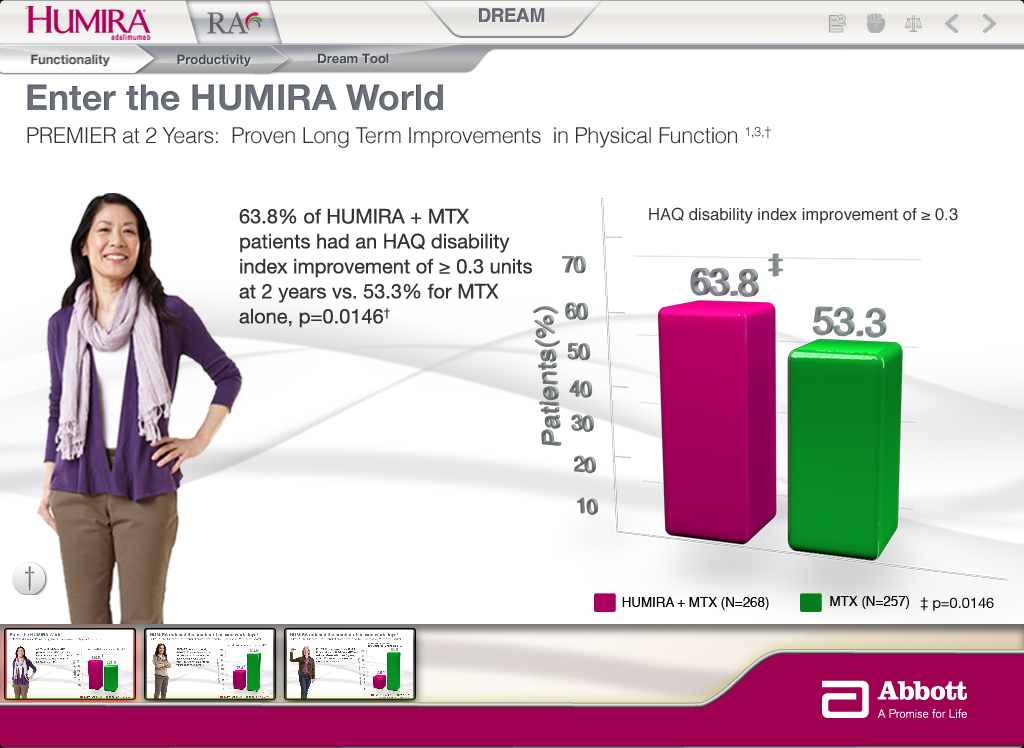 HUMIRA
adalimumab
RA
DREAM
Functionality
Productivity
Dream Tool
Enter the HUMIRA World
PREMIER at 2 Years: Proven Long Term Improvements in Physical Function 1,3,†
63.8% of HUMIRA + MTX
patients had an HAQ disability
index improvement of ≥ 0.3 units
at 2 years vs. 53.3% for MTX
alone, p=0.0146†
HAQ disability index improvement of ≥ 0.3
Patients(%)
70
60
50
40
30
20
10
63.8 ‡
53.3
HUMIRA + MTX (N=268)
MTX (N=257)
‡ p=0.0146
†
Enter the HUMIRA World
Abbott
A Promise for Life